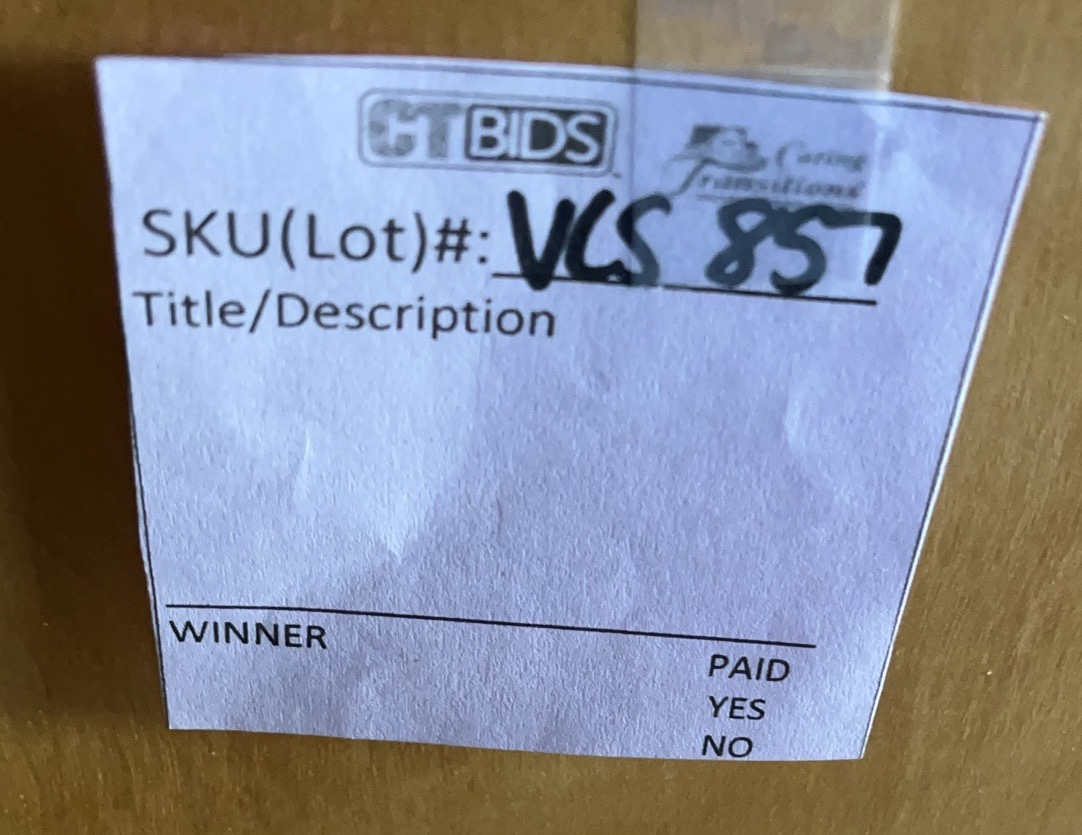 CTBIDS
Caring
Transitions
SKU(Lot)#: VCS 857
Title/Description
WINNER
PAID
YES
NO